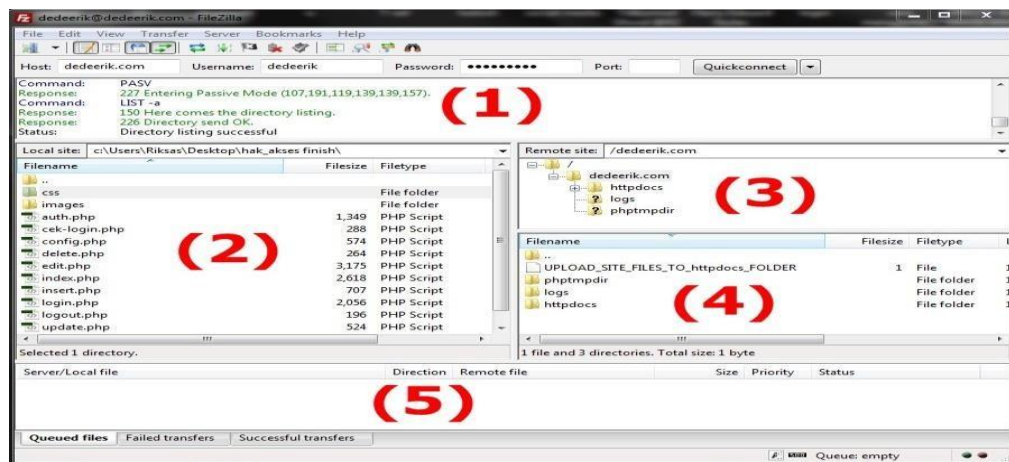 dedeerik@dedeerik.com - FileZilla
File Edit View Transfer Server Bookmarks Help
Host: dedeerik.com Username: dedeerik Password: ●●●●●●●●● Port: Quickconnect
Command: PASV
Response: 227 Entering Passive Mode (107,191,119,139,139,157).
Command: LIST -a
Response: 150 Here comes the directory listing.
Response: 226 Directory send OK.
Status: Directory listing successful
(1)
Local site: c:\Users\Riksas\Desktop\hak_akses finish\
Filename Filesize Filetype
..
css File folder
images File folder
auth.php 1,349 PHP Script
cek-login.php 288 PHP Script
config.php 574 PHP Script
delete.php 264 PHP Script
edit.php 3,175 PHP Script
index.php 2,618 PHP Script
insert.php 707 PHP Script
login.php 2,056 PHP Script
logout.php 196 PHP Script
update.php 524 PHP Script
(2)
Selected 1 directory.
Remote site: /dedeerik.com
/
dedeerik.com
httpdocs
? logs
? phptmpdir
(3)
Filename Filesize Filetype L
..
UPLOAD_SITE_FILES_TO_httpdocs_FOLDER 1 File 1
phptmpdir File folder 1
logs File folder 1
httpdocs File folder 1
(4)
1 file and 3 directories. Total size: 1 byte
Server/Local file Direction Remote file Size Priority Status
(5)
Queued files Failed transfers Successful transfers
Queue: empty